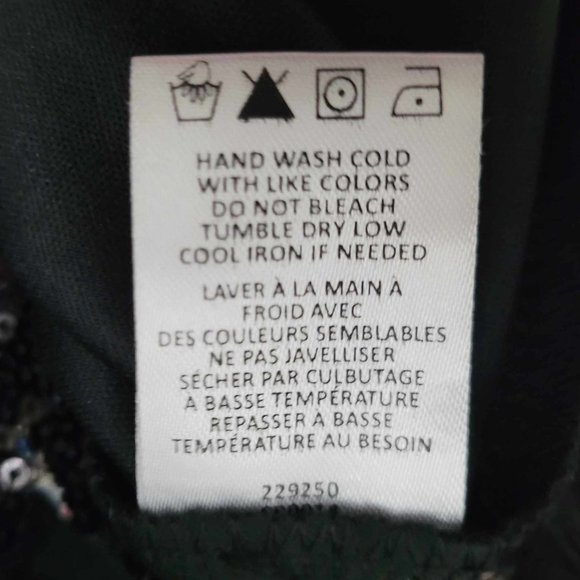 HAND WASH COLD
WITH LIKE COLORS
DO NOT BLEACH
TUMBLE DRY LOW
COOL IRON IF NEEDED
LAVER À LA MAIN À
FROID AVEC
DES COULEURS SEMBLABLES
NE PAS JAVELLISER
SÉCHER PAR CULBUTAGE
À BASSE TEMPÉRATURE
REPASSER À BASSE
TEMPÉRATURE AU BESOIN
229250